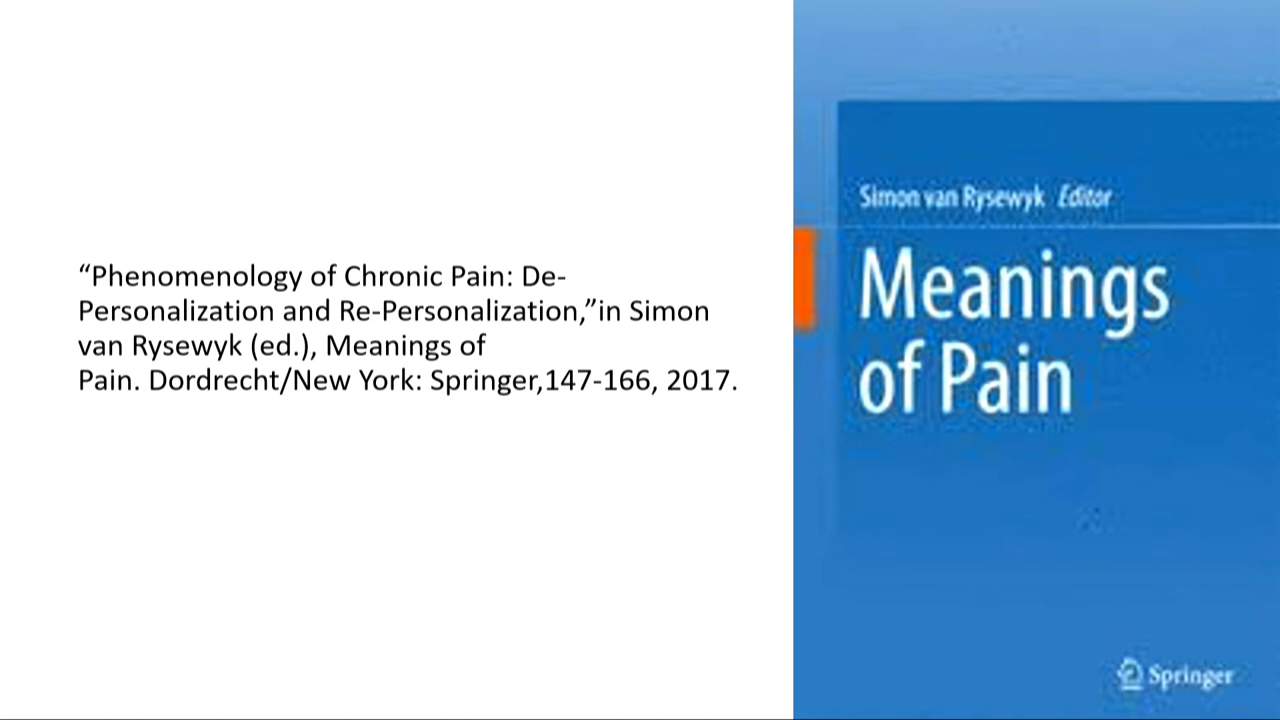 “Phenomenology of Chronic Pain: De-
Personalization and Re-Personalization,”in Simon
van Rysewyk (ed.), Meanings of
Pain. Dordrecht/New York: Springer,147-166, 2017.
Simon van Rysewyk Editor
Meanings
of Pain
Springer